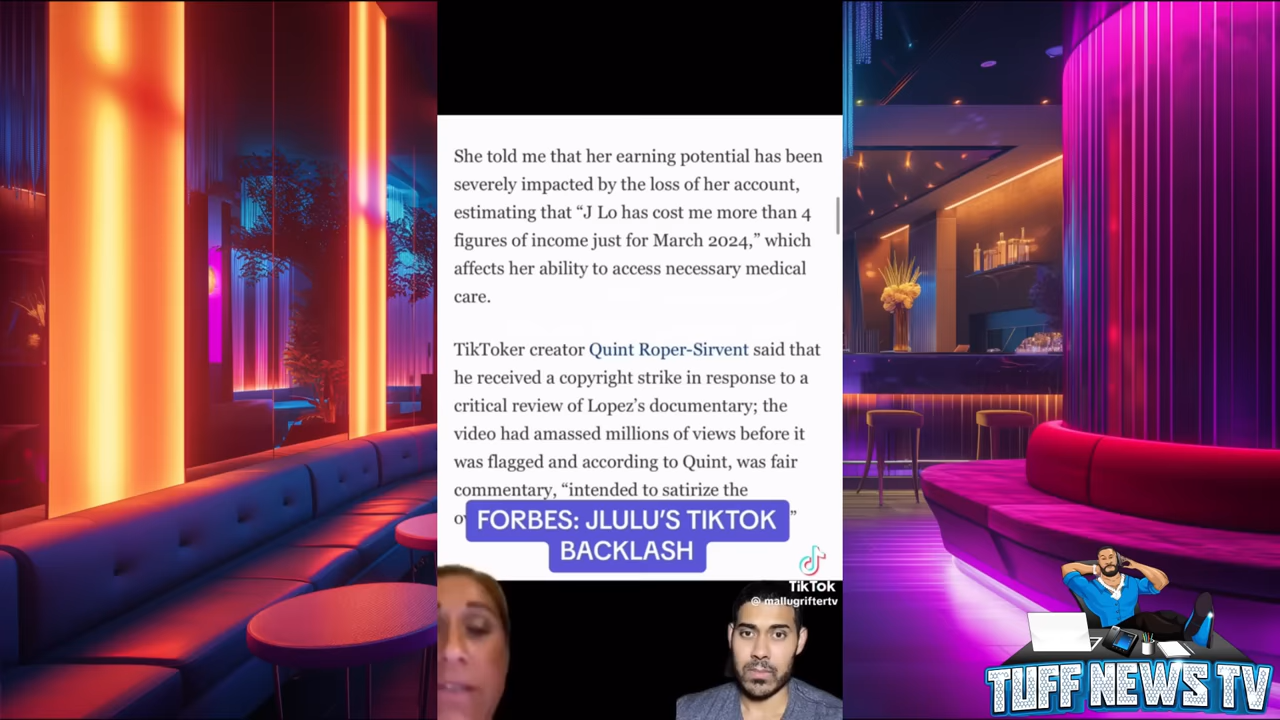 She told me that her earning potential has been
severely impacted by the loss of her account,
estimating that “J Lo has cost me more than 4
figures of income just for March 2024,” which
affects her ability to access necessary medical
care.
TikToker creator Quint Roper-Sirvent said that
he received a copyright strike in response to a
critical review of Lopez’s documentary; the
video had amassed millions of views before it
was flagged and according to Quint, was fair
commentary, “intended to satirize the
”
FORBES: JLULU’S TIKTOK
BACKLASH
TikTok
@ mallugriftertv
TUFF NEWS TV